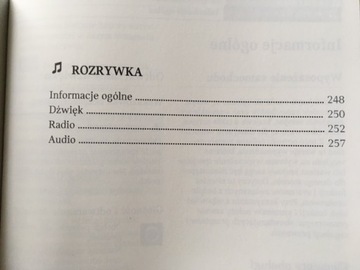 ROZRYWKA
Informacje ogólne ........................................ 248
Dźwięk ........................................ 250
Radio ........................................ 252
Audio ........................................ 257